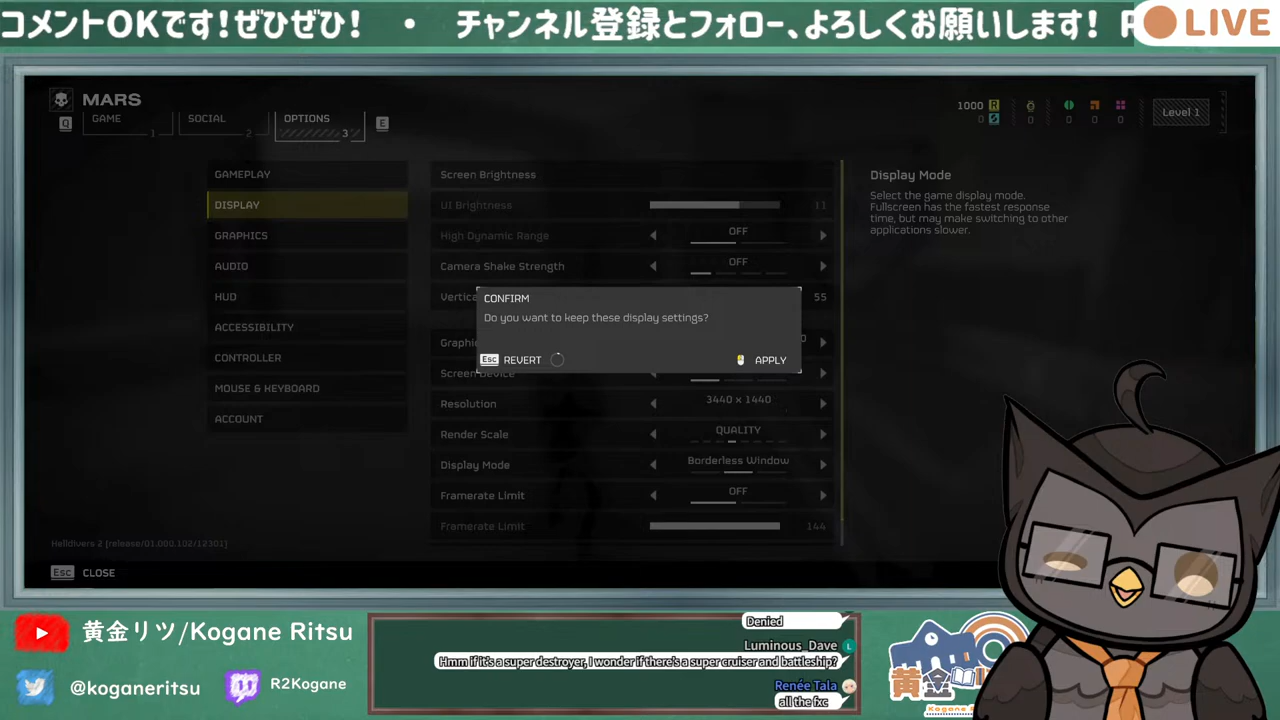 コメントOKです!ぜひぜひ! • チャンネル登録とフォロー、よろしくお願いします!
LIVE
MARS
Q GAME 1 SOCIAL 2 OPTIONS 3 E
1000 R
0 S 0 0 0 0
Level 1
GAMEPLAY
DISPLAY
GRAPHICS
AUDIO
HUD
ACCESSIBILITY
CONTROLLER
MOUSE & KEYBOARD
ACCOUNT
Screen Brightness
UI Brightness 11
High Dynamic Range OFF
Camera Shake Strength OFF
Vertica 55
Graphi 0
Screen Device
Resolution 3440 x 1440
Render Scale QUALITY
Display Mode Borderless Window
Framerate Limit OFF
Framerate Limit 144
CONFIRM
Do you want to keep these display settings?
Esc REVERT APPLY
Display Mode
Select the game display mode.
Fullscreen has the fastest response
time, but may make switching to other
applications slower.
Helldivers 2 (release/01.000.102/12301)
Esc CLOSE
黄金リツ/Kogane Ritsu
@koganeritsu R2Kogane
Denied
Luminous_Dave L
Hmm if it's a super destroyer, I wonder if there's a super cruiser and battleship?
Renée Tala
all the fxc
黄金